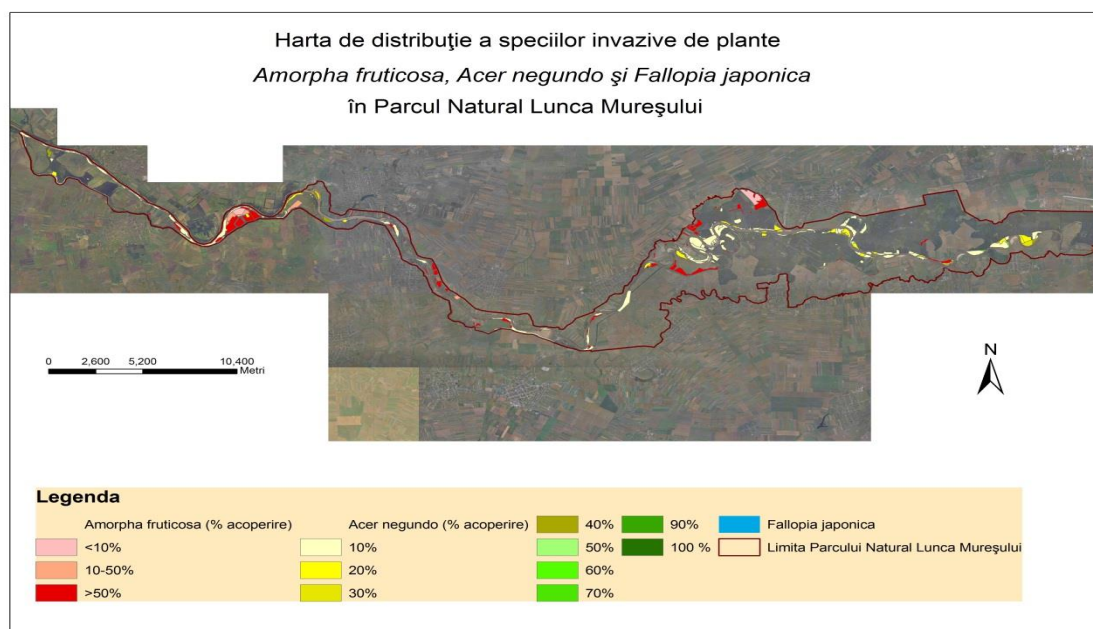 Harta de distribuţie a speciilor invazive de plante
Amorpha fruticosa, Acer negundo şi Fallopia japonica
în Parcul Natural Lunca Mureşului
0 2,600 5,200 10,400
Metri
N
Legenda
Amorpha fruticosa (% acoperire)
<10%
10-50%
>50%
Acer negundo (% acoperire)
10%
20%
30%
40%
50%
60%
70%
90%
100 %
Fallopia japonica
Limita Parcului Natural Lunca Mureşului